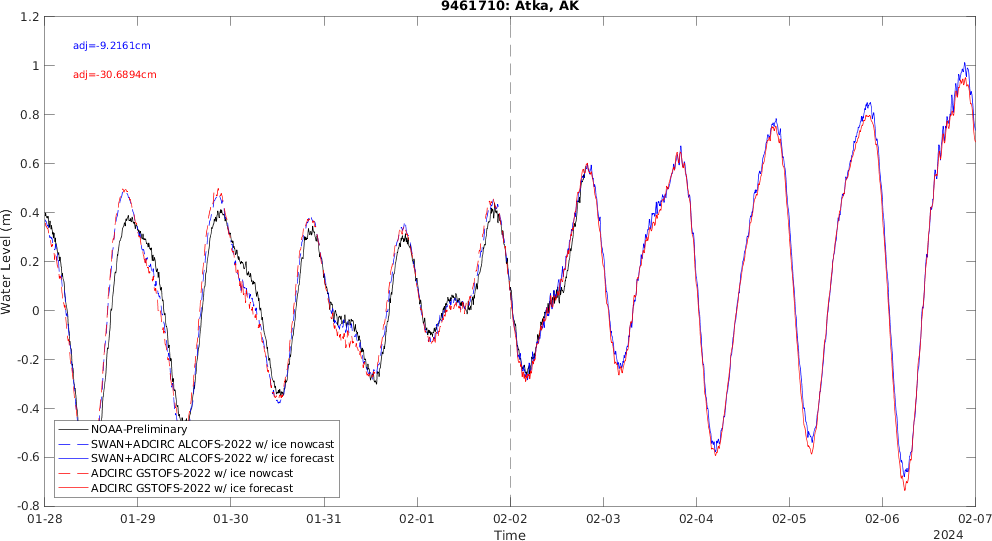 9461710: Atka, AK
adj=-9.2161cm
adj=-30.6894cm
Water Level (m)
1.2
1
0.8
0.6
0.4
0.2
0
-0.2
-0.4
-0.6
-0.8
NOAA-Preliminary
SWAN+ADCIRC ALCOFS-2022 w/ ice nowcast
SWAN+ADCIRC ALCOFS-2022 w/ ice forecast
ADCIRC GSTOFS-2022 w/ ice nowcast
ADCIRC GSTOFS-2022 w/ ice forecast
01-28 01-29 01-30 01-31 02-01 02-02 02-03 02-04 02-05 02-06 02-07
Time
2024